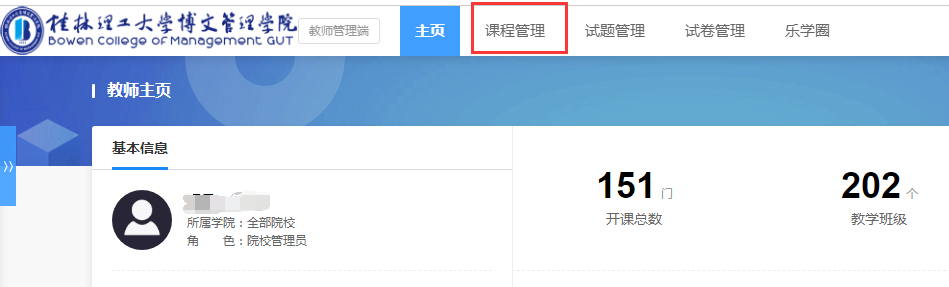 桂林理工大学博文管理学院
Bowen College of Management GUT
教师管理端
主页 课程管理 试题管理 试卷管理 乐学圈
教师主页
基本信息
所属学院：全部院校
角 色：院校管理员
151 门
开课总数
202 个
教学班级